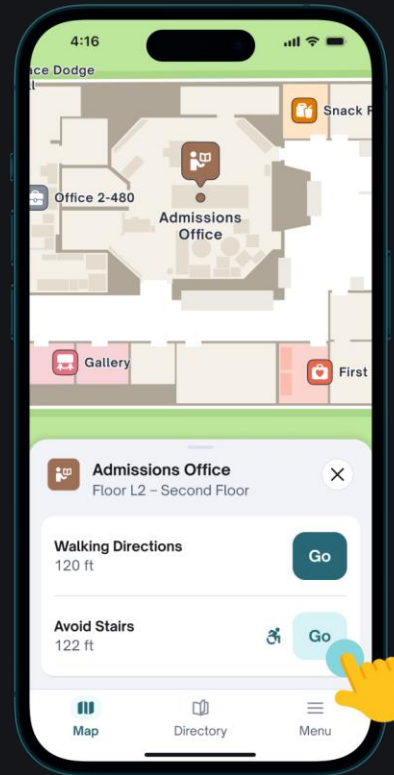 4:16
ace Dodge
Snack
Office 2-480
Admissions
Office
Gallery
First
Admissions Office
Floor L2 – Second Floor
Walking Directions
120 ft
Go
Avoid Stairs
122 ft
Go
Map
Directory
Menu